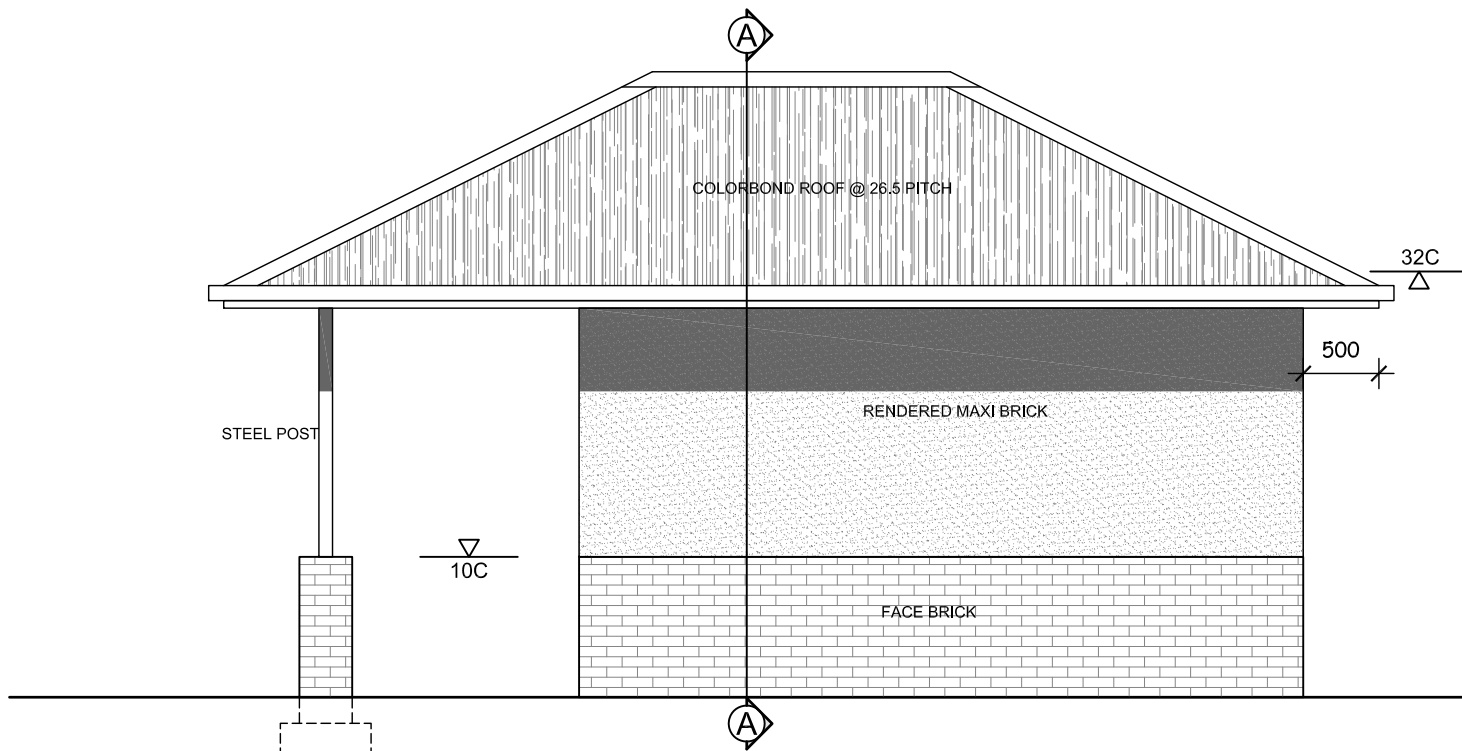 A
COLORBOND ROOF @ 26.5 PITCH
32C
500
RENDERED MAXI BRICK
STEEL POST
10C
FACE BRICK
A